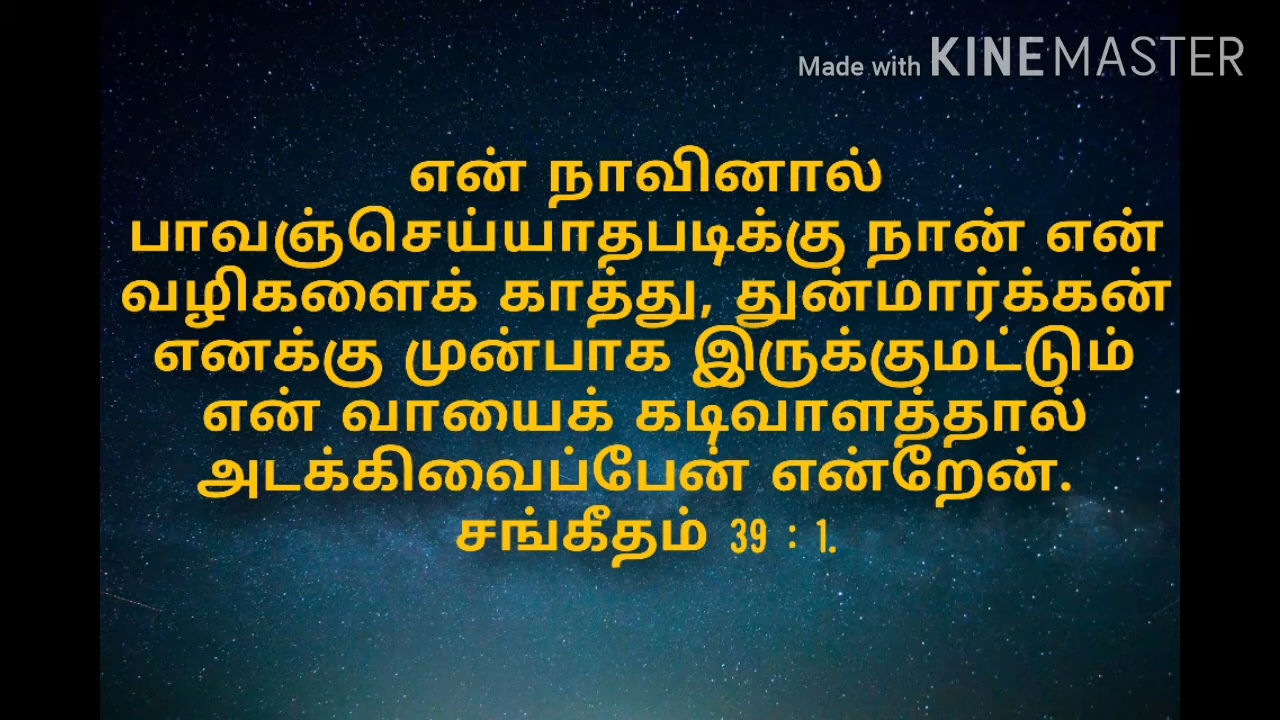 Made with KINEMASTER
என் நாவினால்
பாவஞ்செய்யாதபடிக்கு நான் என்
வழிகளைக் காத்து, துன்மார்க்கன்
எனக்கு முன்பாக இருக்குமட்டும்
என் வாயைக் கடிவாளத்தால்
அடக்கிவைப்பேன் என்றேன்.
சங்கீதம் 39 : 1.